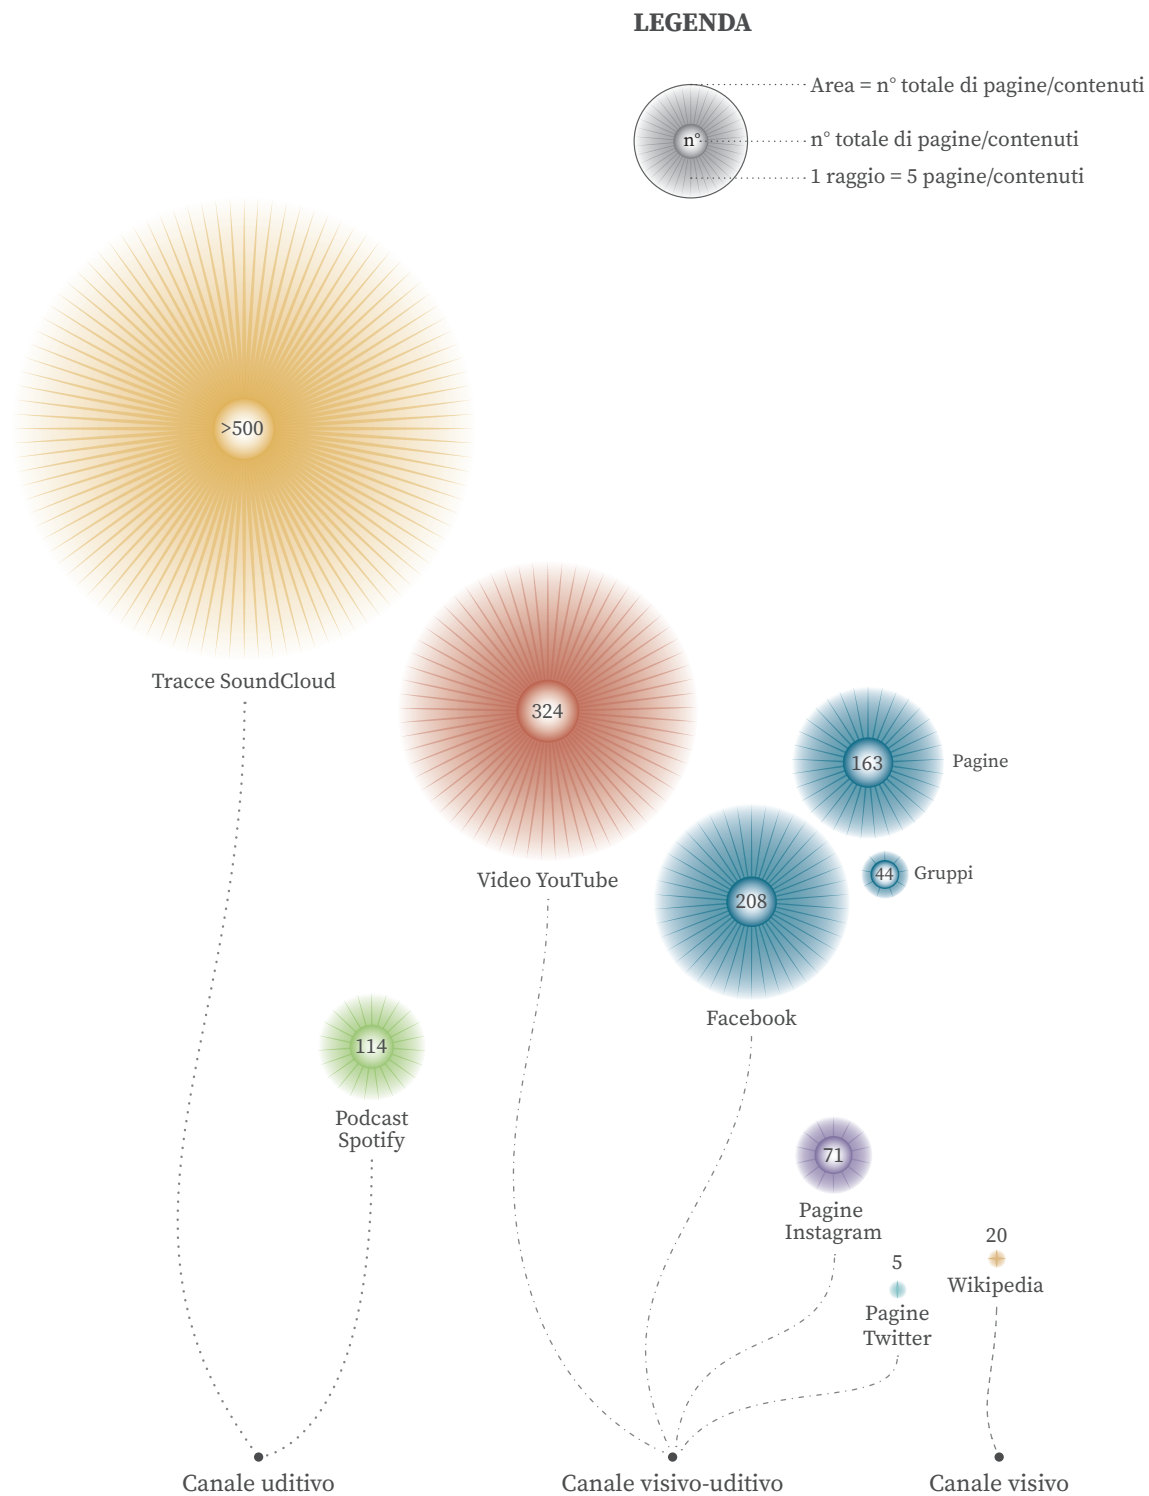 LEGENDA
Area = n° totale di pagine/contenuti
n°
n° totale di pagine/contenuti
1 raggio = 5 pagine/contenuti
>500
Tracce SoundCloud
324
Video YouTube
163
Pagine
44
Gruppi
208
Facebook
114
Podcast
Spotify
71
Pagine
Instagram
5
Pagine
Twitter
20
Wikipedia
Canale uditivo
Canale visivo-uditivo
Canale visivo